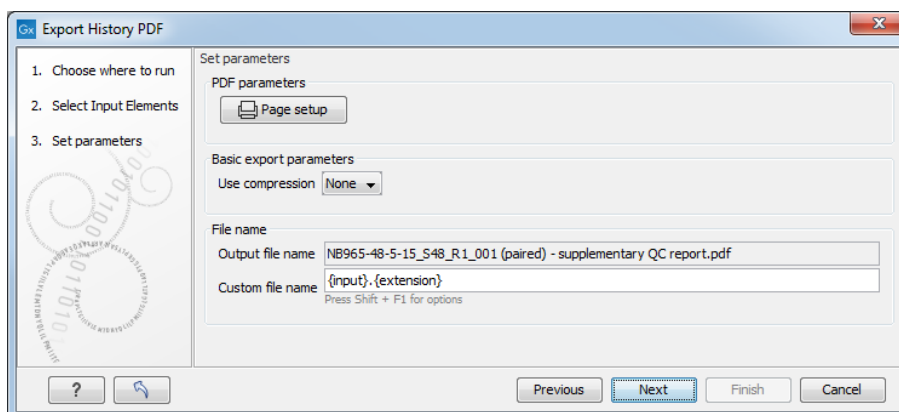 Gx Export History PDF
1. Choose where to run
2. Select Input Elements
3. Set parameters
Set parameters
PDF parameters
Page setup
Basic export parameters
Use compression None
File name
Output file name NB965-48-5-15_S48_R1_001 (paired) - supplementary QC report.pdf
Custom file name {input}.{extension}
Press Shift + F1 for options
? Previous Next Finish Cancel